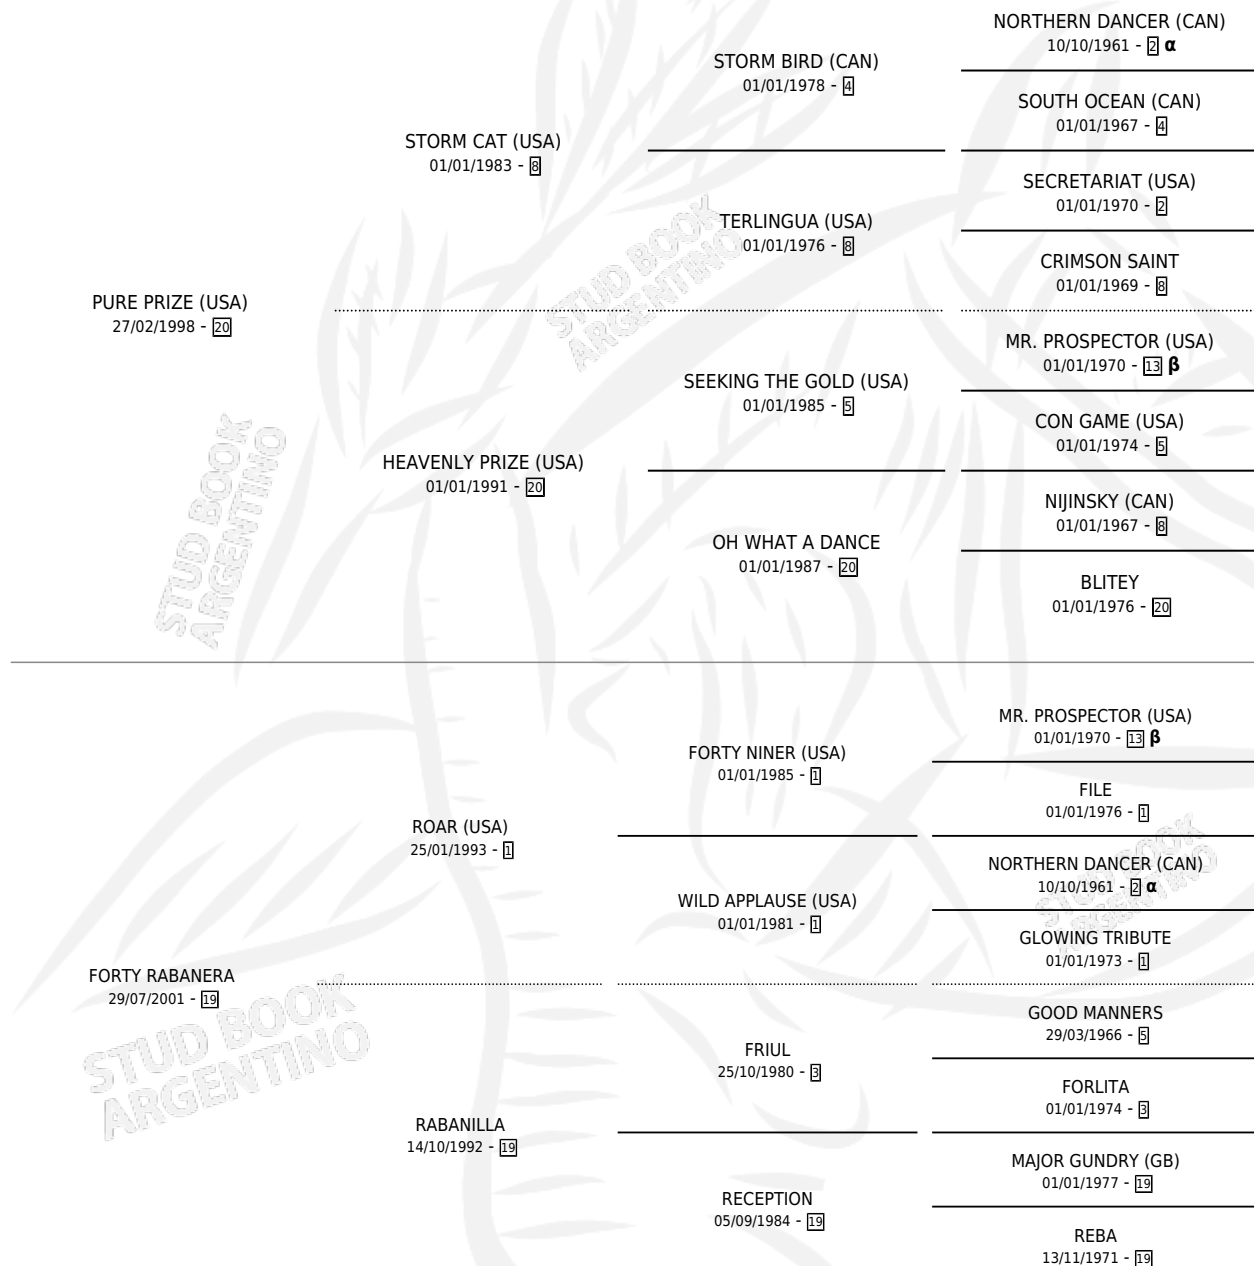 NORTHERN DANCER (CAN)
10/10/1961 - 2 α
STORM BIRD (CAN)
01/01/1978 - 4
SOUTH OCEAN (CAN)
01/01/1967 - 4
STORM CAT (USA)
01/01/1983 - 8
SECRETARIAT (USA)
01/01/1970 - 2
TERLINGUA (USA)
01/01/1976 - 8
CRIMSON SAINT
01/01/1969 - 8
PURE PRIZE (USA)
27/02/1998 - 20
MR. PROSPECTOR (USA)
01/01/1970 - 13 β
SEEKING THE GOLD (USA)
01/01/1985 - 5
CON GAME (USA)
01/01/1974 - 5
HEAVENLY PRIZE (USA)
01/01/1991 - 20
NIJINSKY (CAN)
01/01/1967 - 8
OH WHAT A DANCE
01/01/1987 - 20
BLITEY
01/01/1976 - 20
MR. PROSPECTOR (USA)
01/01/1970 - 13 β
FORTY NINER (USA)
01/01/1985 - 1
FILE
01/01/1976 - 1
ROAR (USA)
25/01/1993 - 1
NORTHERN DANCER (CAN)
10/10/1961 - 2 α
WILD APPLAUSE (USA)
01/01/1981 - 1
GLOWING TRIBUTE
01/01/1973 - 1
FORTY RABANERA
29/07/2001 - 19
GOOD MANNERS
29/03/1966 - 5
FRIUL
25/10/1980 - 3
FORLITA
01/01/1974 - 3
RABANILLA
14/10/1992 - 19
MAJOR GUNDRY (GB)
01/01/1977 - 19
RECEPTION
05/09/1984 - 19
REBA
13/11/1971 - 19
STUD BOOK
ARGENTINO
STUD BOOK
ARGENTINO
STUD BOOK
ARGENTINO
STUD BOOK
ARGENTINO